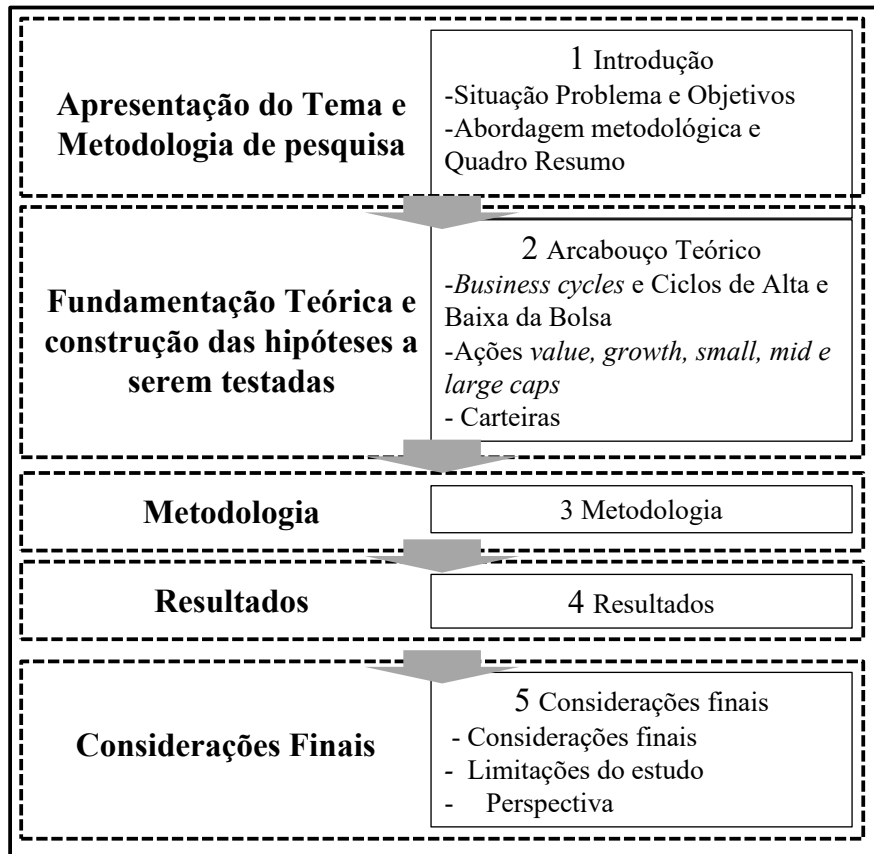 Apresentação do Tema e
Metodologia de pesquisa
1 Introdução
-Situação Problema e Objetivos
-Abordagem metodológica e
Quadro Resumo
Fundamentação Teórica e
construção das hipóteses a
serem testadas
2 Arcabouço Teórico
-Business cycles e Ciclos de Alta e
Baixa da Bolsa
-Ações value, growth, small, mid e
large caps
- Carteiras
Metodologia
3 Metodologia
Resultados
4 Resultados
Considerações Finais
5 Considerações finais
- Considerações finais
- Limitações do estudo
- Perspectiva